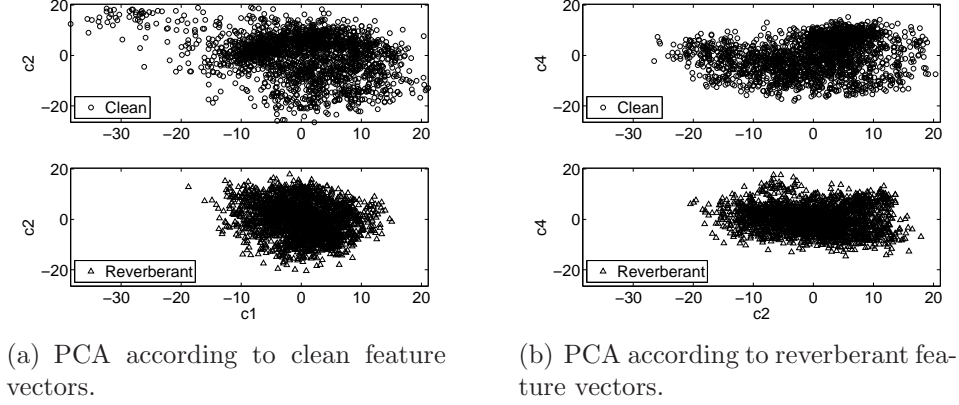 20
0
−20
c2
Clean
−30 −20 −10 0 10 20
20
0
−20
c2
Reverberant
−30 −20 −10 0 10 20
c1
20
0
−20
c4
Clean
−30 −20 −10 0 10 20
20
0
−20
c4
Reverberant
−30 −20 −10 0 10 20
c2
(a) PCA according to clean feature
vectors.
(b) PCA according to reverberant fea-
ture vectors.